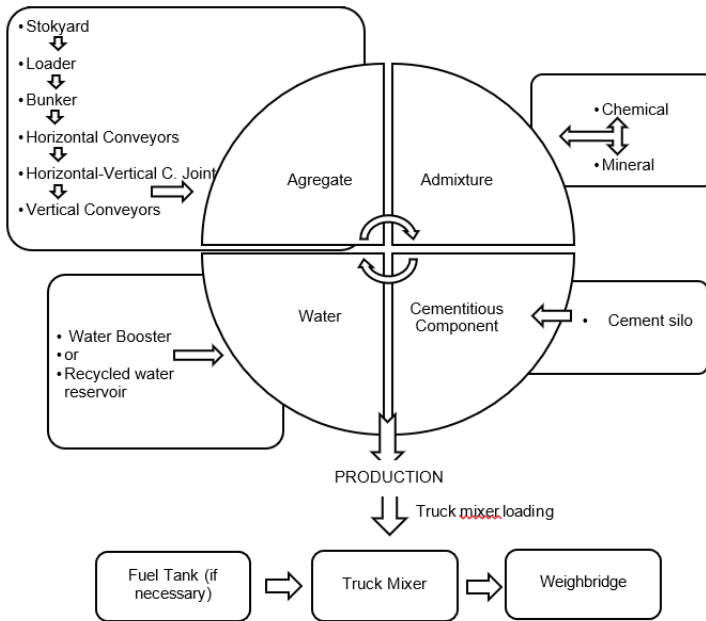 • Stokyard
• Loader
• Bunker
• Horizontal Conveyors
• Horizontal-Vertical C. Joint
• Vertical Conveyors
Agregate
Admixture
• Chemical
• Mineral
Water
Cementitious
Component
• Water Booster
• or
• Recycled water
reservoir
• Cement silo
PRODUCTION
Truck mixer loading
Fuel Tank (if
necessary)
Truck Mixer
Weighbridge